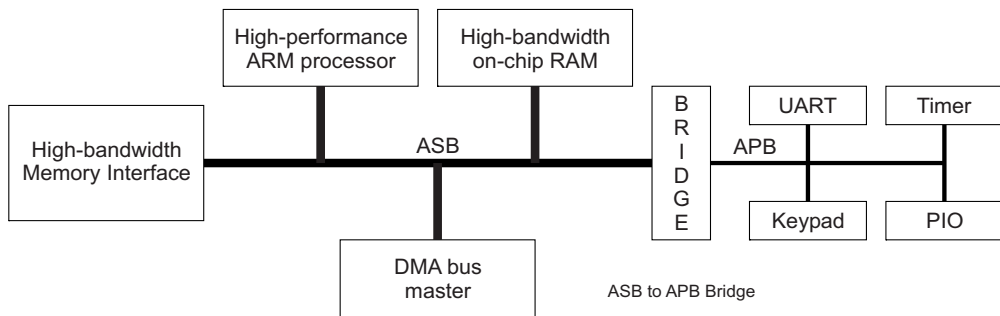 High-performance
ARM processor
High-bandwidth
on-chip RAM
High-bandwidth
Memory Interface
ASB
B
R
I
D
G
E
APB
UART
Timer
Keypad
PIO
DMA bus
master
ASB to APB Bridge